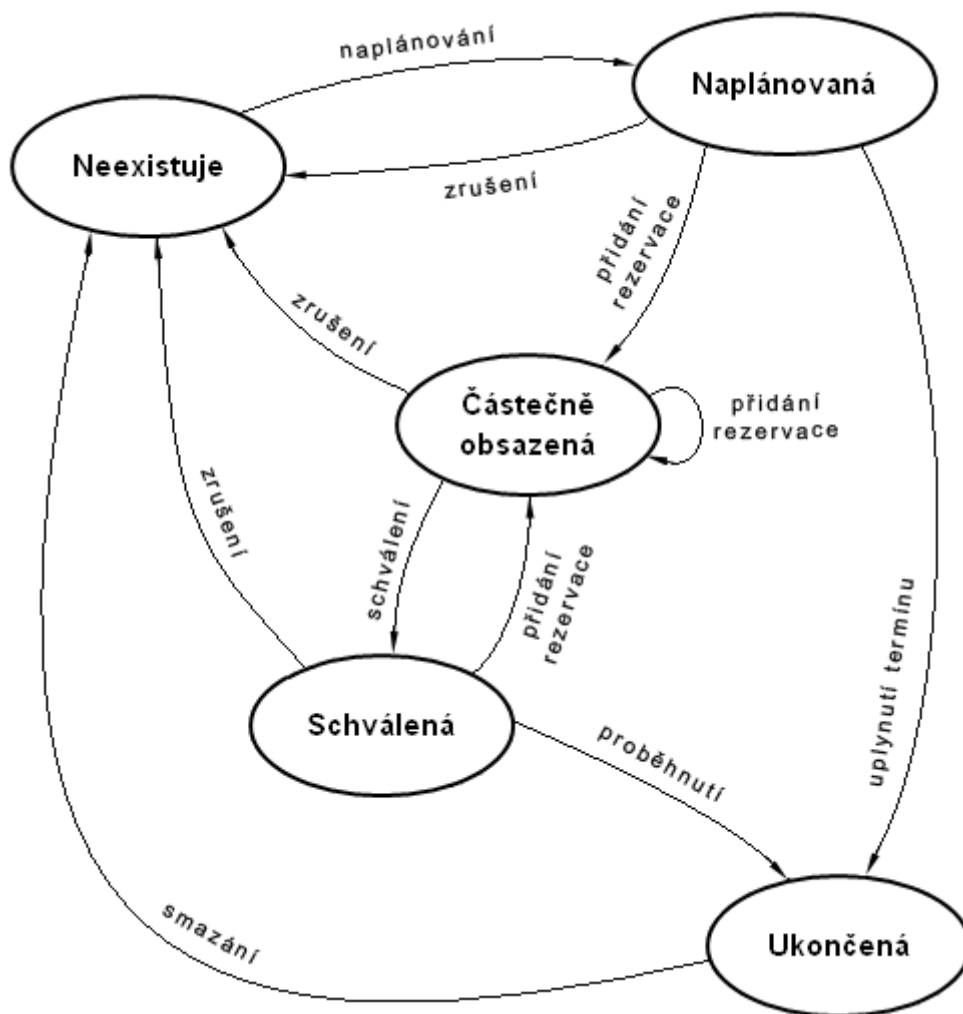 naplánování
Naplánovaná
Neexistuje
zrušení
přidání
rezervace
zrušení
Částečně
obsazená
přidání
rezervace
zrušení
schválení
přidání
rezervace
Schválená
uplynutí termínu
proběhnutí
smazání
Ukončená